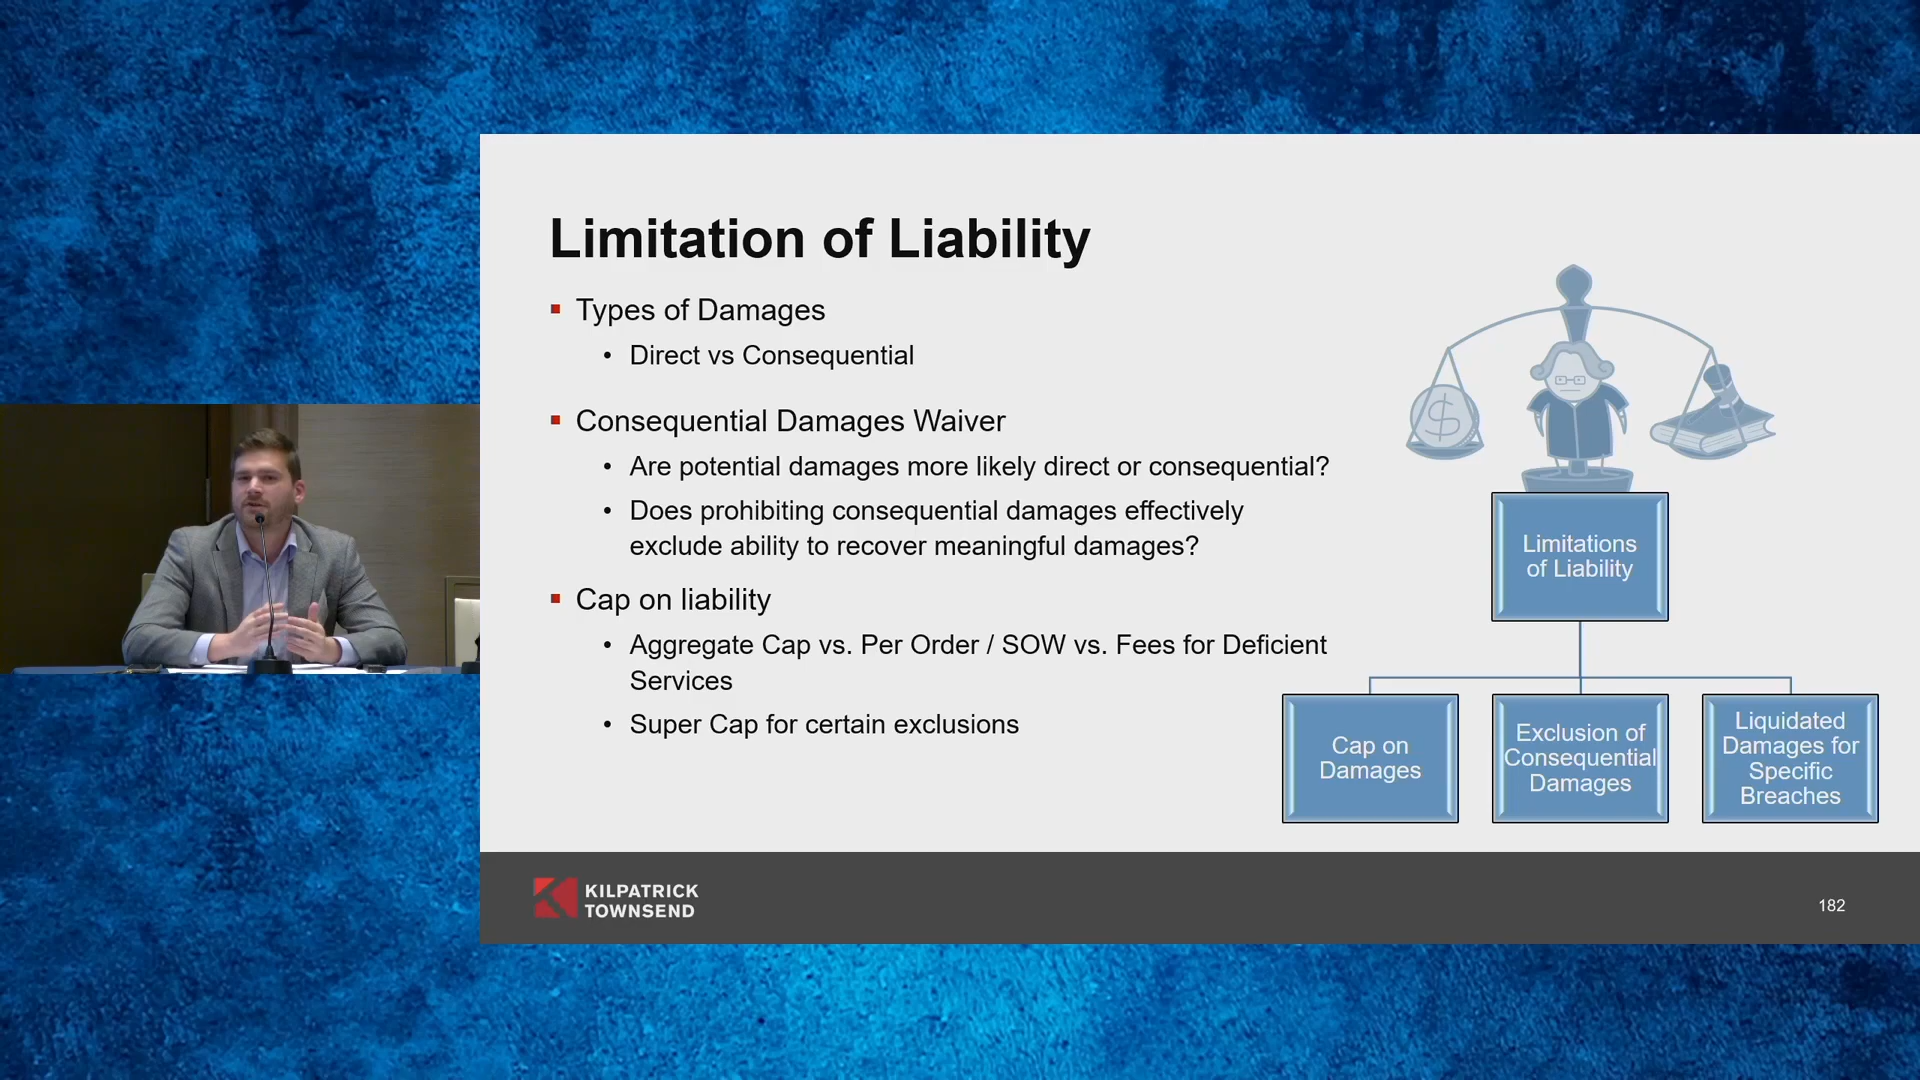 Limitation of Liability
Types of Damages
• Direct vs Consequential
Consequential Damages Waiver
• Are potential damages more likely direct or consequential?
• Does prohibiting consequential damages effectively
exclude ability to recover meaningful damages?
Cap on liability
• Aggregate Cap vs. Per Order / SOW vs. Fees for Deficient
Services
• Super Cap for certain exclusions
$
Limitations
of Liability
Cap on
Damages
Exclusion of
Consequential
Damages
Liquidated
Damages for
Specific
Breaches
KILPATRICK
TOWNSEND
182